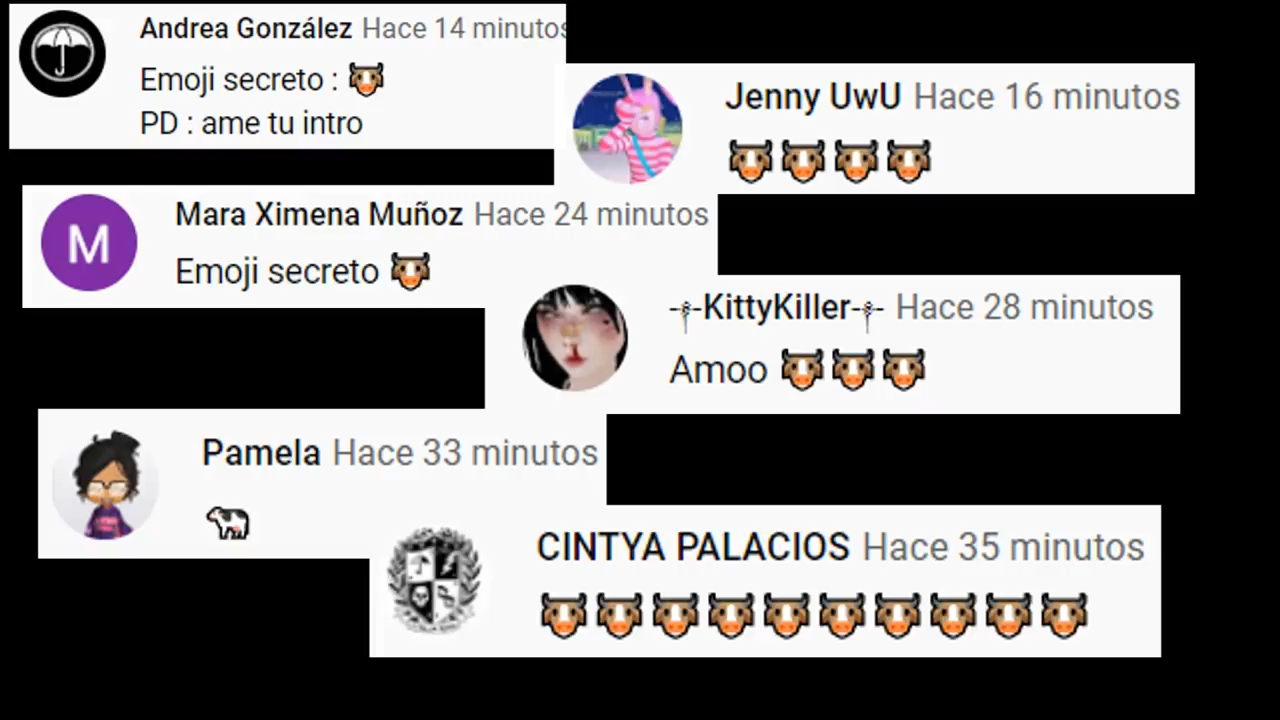 Andrea González Hace 14 minutos
Emoji secreto : 🐮
PD : ame tu intro
Jenny UwU Hace 16 minutos
🐮🐮🐮🐮
Mara Ximena Muñoz Hace 24 minutos
M
Emoji secreto 🐮
-༒-KittyKiller-༒- Hace 28 minutos
Amoo 🐮🐮🐮
Pamela Hace 33 minutos
🐄
CINTYA PALACIOS Hace 35 minutos
🐮🐮🐮🐮🐮🐮🐮🐮🐮🐮